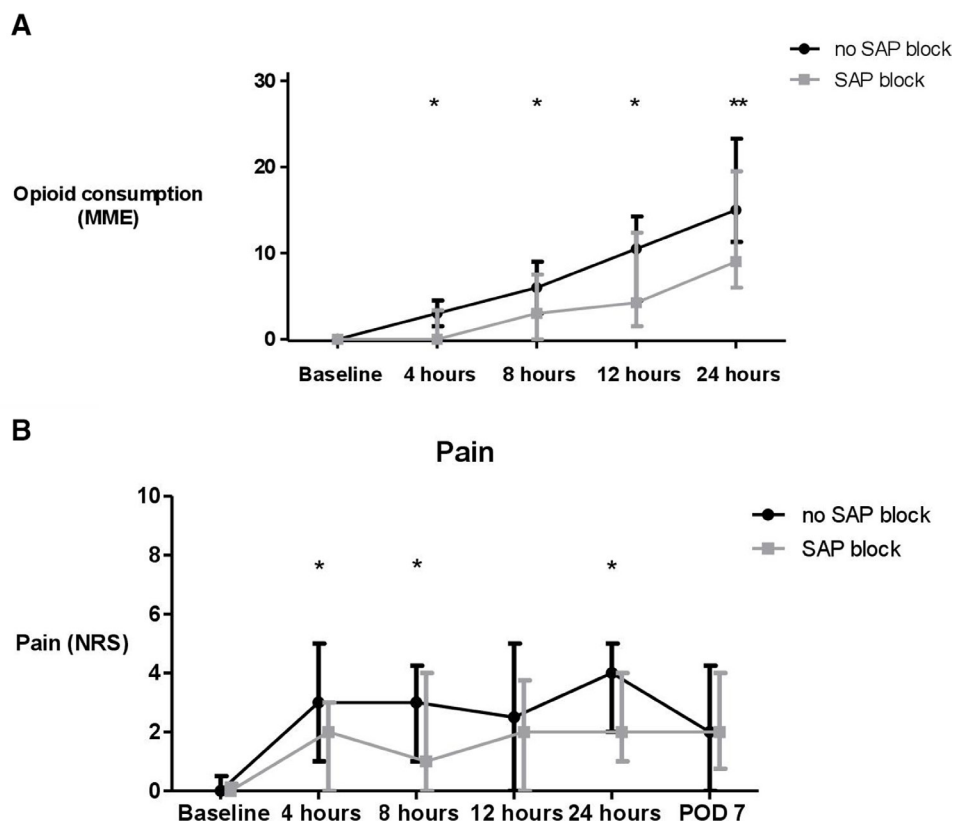 A
no SAP block
SAP block
30
20
10
0
* * * **
Opioid consumption
(MME)
Baseline 4 hours 8 hours 12 hours 24 hours
B
Pain
no SAP block
SAP block
10
8
6
4
2
0
* * *
Pain (NRS)
Baseline 4 hours 8 hours 12 hours 24 hours POD 7